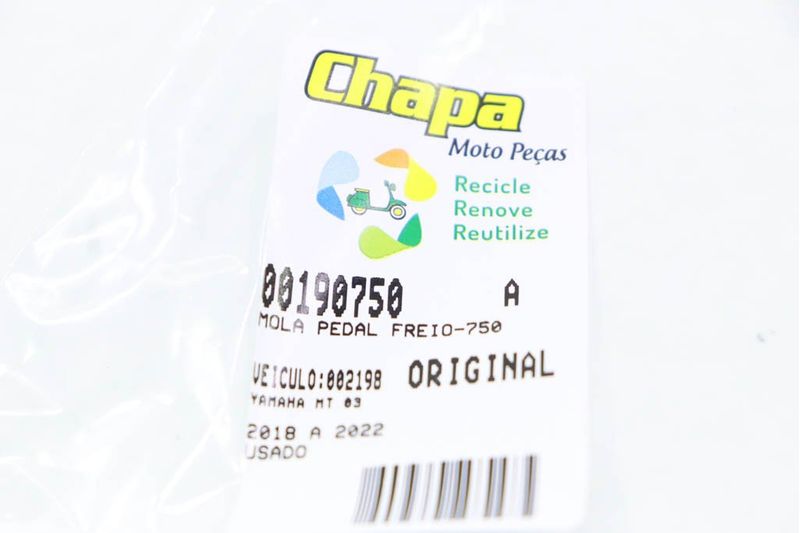 Chapa
Moto Peças
Recicle
Renove
Reutilize
00190750 A
MOLA PEDAL FREIO-750
VEICULO:002198 ORIGINAL
YAMAHA MT 03
2018 A 2022
USADO